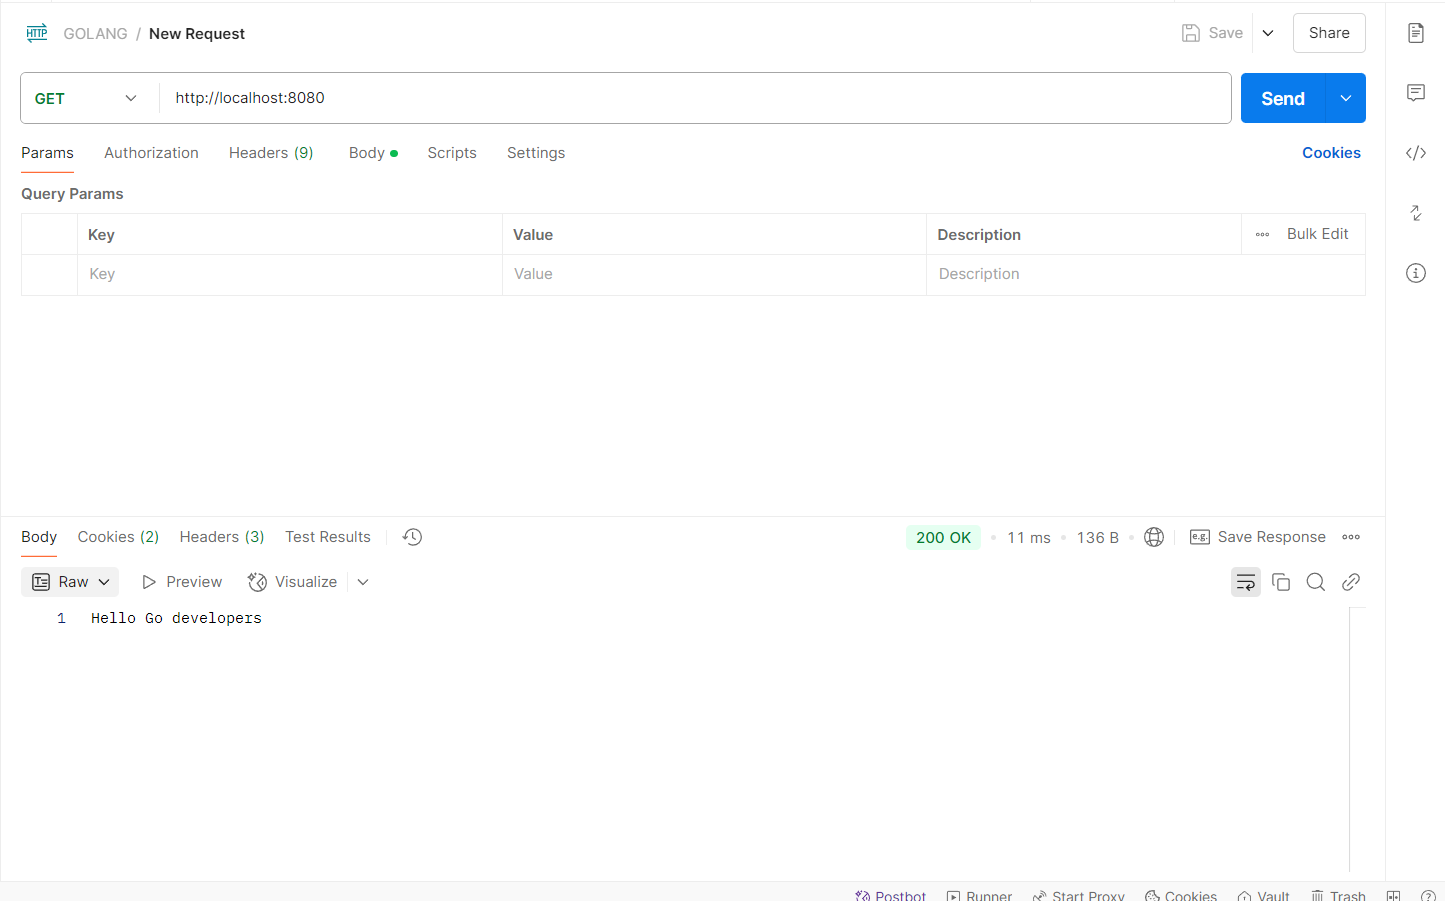 HTTP GOLANG / New Request Save Share
GET http://localhost:8080 Send
Params Authorization Headers (9) Body Scripts Settings Cookies
Query Params
Key Value Description Bulk Edit
Key Value Description
Body Cookies (2) Headers (3) Test Results 200 OK 11 ms 136 B e.g. Save Response
Raw Preview Visualize
1 Hello Go developers
Postbot Runner Start Proxy Cookies Vault Trash